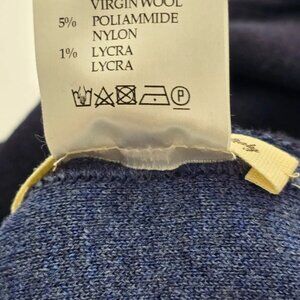 VIRGIN WOOL
5% POLIAMMIDE
NYLON
1% LYCRA
LYCRA
P